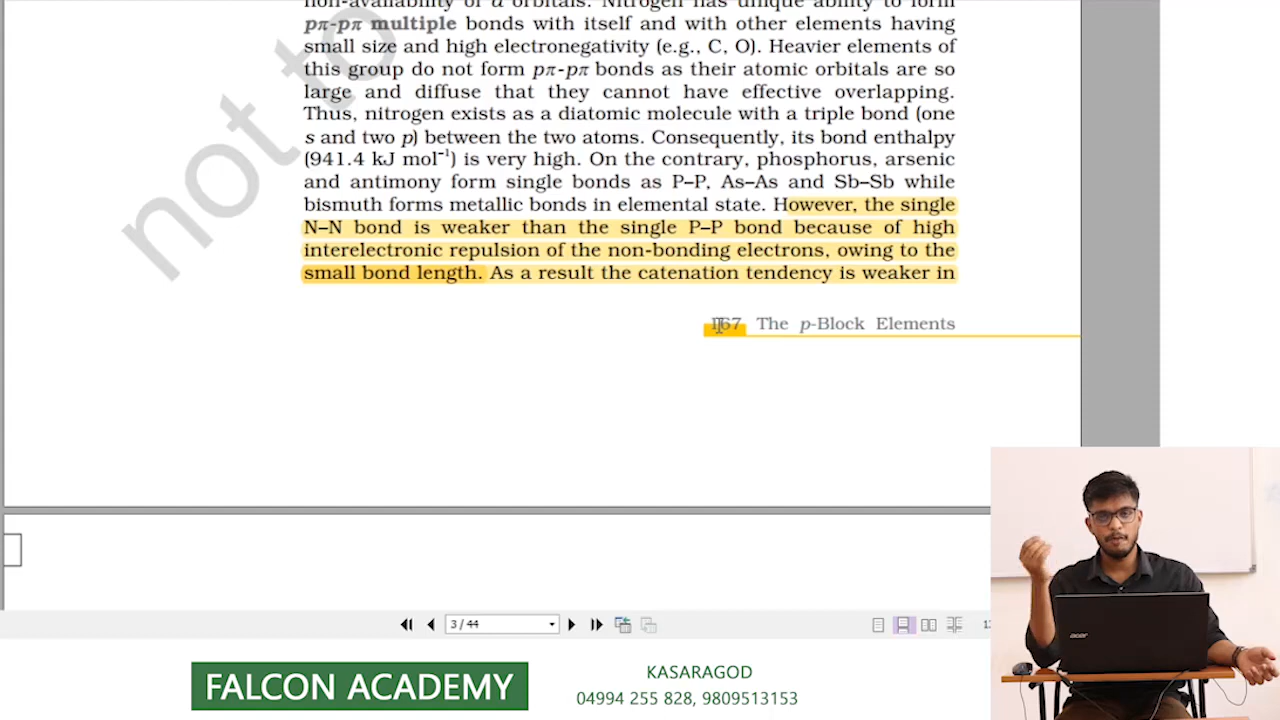 non-availability of d orbitals. Nitrogen has unique ability to form
pπ-pπ multiple bonds with itself and with other elements having
small size and high electronegativity (e.g., C, O). Heavier elements of
this group do not form pπ-pπ bonds as their atomic orbitals are so
large and diffuse that they cannot have effective overlapping.
Thus, nitrogen exists as a diatomic molecule with a triple bond (one
s and two p) between the two atoms. Consequently, its bond enthalpy
(941.4 kJ mol⁻¹) is very high. On the contrary, phosphorus, arsenic
and antimony form single bonds as P–P, As–As and Sb–Sb while
bismuth forms metallic bonds in elemental state. However, the single
N–N bond is weaker than the single P–P bond because of high
interelectronic repulsion of the non-bonding electrons, owing to the
small bond length. As a result the catenation tendency is weaker in
not to
167 The p-Block Elements
3 / 44
acer
FALCON ACADEMY
KASARAGOD
04994 255 828, 9809513153